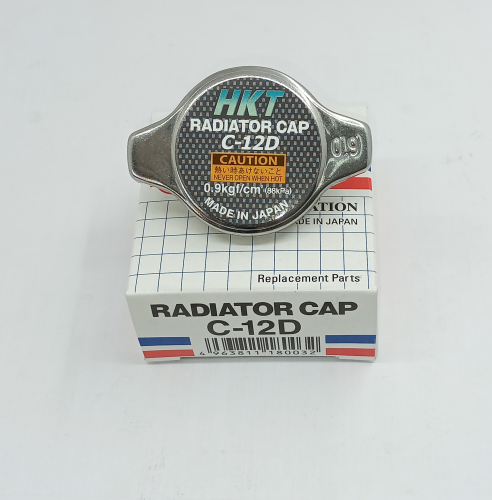 HKT
RADIATOR CAP
C-12D
CAUTION
熱い時あけないこと
NEVER OPEN WHEN HOT
0.9kgf/cm² (88kPa)
MADE IN JAPAN
0.9
MADE IN JAPAN
Replacement Parts
RADIATOR CAP
C-12D
4 963811 180032